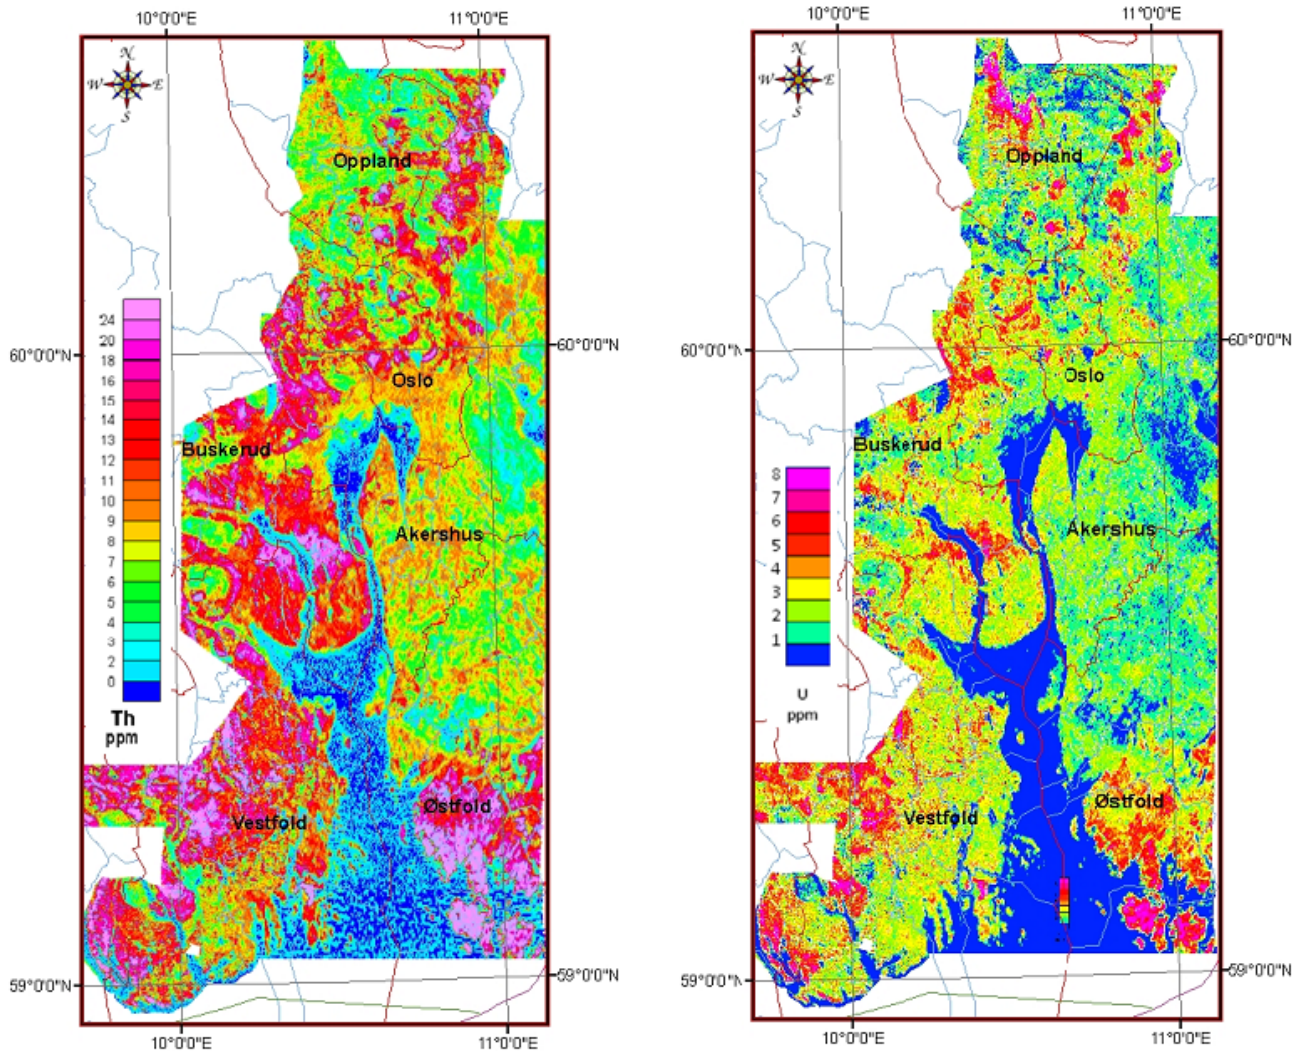 10°0'0"E
11°0'0"E
N
W
E
S
Oppland
24
20
18
16
15
14
13
12
11
10
9
8
7
6
5
4
3
2
0
Th
ppm
60°0'0"N
60°0'0"N
Oslo
Buskerud
Akershus
Østfold
Vestfold
59°0'0"N
59°0'0"N
10°0'0"E
11°0'0"E
10°0'0"E
11°0'0"E
N
W
E
S
Oppland
60°0'0"N
60°0'0"N
Oslo
Buskerud
8
7
6
5
4
3
2
1
U
ppm
Akershus
Østfold
Vestfold
59°0'0"N
59°0'0"N
10°0'0"E
11°0'0"E